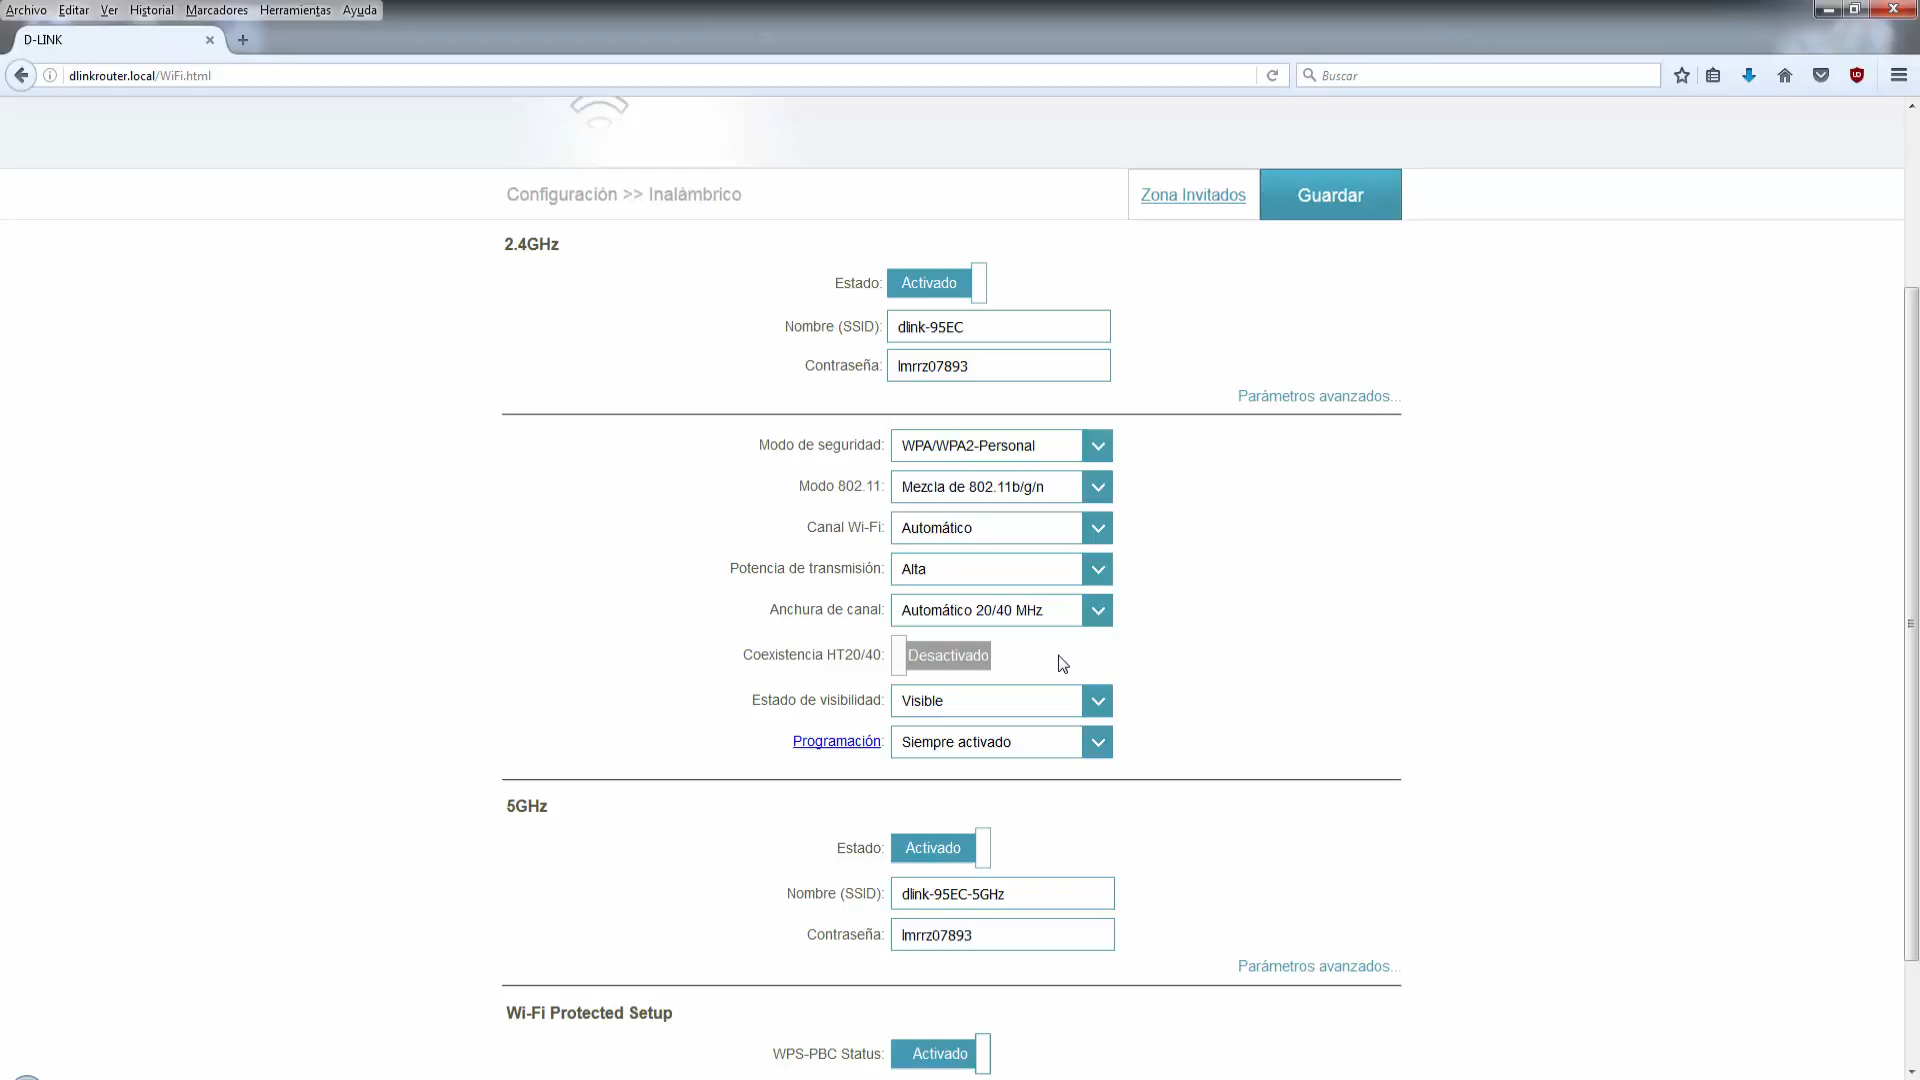 Archivo Editar Ver Historial Marcadores Herramientas Ayuda
D-LINK
dlinkrouter.local/WiFi.html
Buscar
Configuración >> Inalámbrico
Zona Invitados
Guardar
2.4GHz
Estado: Activado
Nombre (SSID): dlink-95EC
Contraseña: lmrrz07893
Parámetros avanzados...
Modo de seguridad: WPA/WPA2-Personal
Modo 802.11: Mezcla de 802.11b/g/n
Canal Wi-Fi: Automático
Potencia de transmisión: Alta
Anchura de canal: Automático 20/40 MHz
Coexistencia HT20/40: Desactivado
Estado de visibilidad: Visible
Programación: Siempre activado
5GHz
Estado: Activado
Nombre (SSID): dlink-95EC-5GHz
Contraseña: lmrrz07893
Parámetros avanzados...
Wi-Fi Protected Setup
WPS-PBC Status: Activado